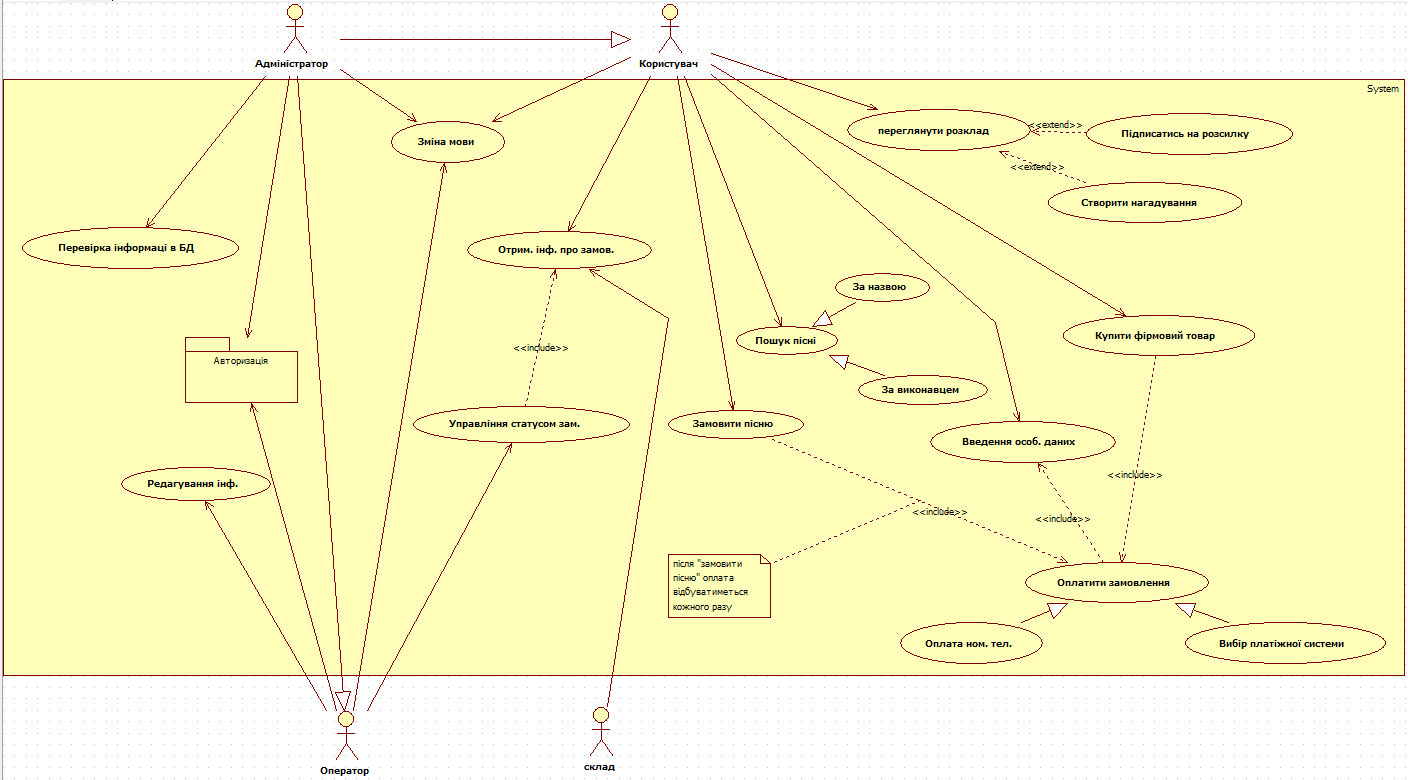 Адміністратор
Користувач
System
переглянути розклад
<<extend>>
Підписатись на розсилку
Зміна мови
<<extend>>
Створити нагадування
Перевірка інформаці в БД
Отрим. інф. про замов.
За назвою
Пошук пісні
Купити фірмовий товар
<<include>>
Авторизація
За виконавцем
Управління статусом зам.
Замовити пісню
Введення особ. даних
<<include>>
Редагування інф.
<<include>>
<<include>>
після "замовити
пісню" оплата
відбуватиметься
кожного разу
Оплатити замовлення
Оплата ном. тел.
Вибір платіжної системи
Оператор
склад